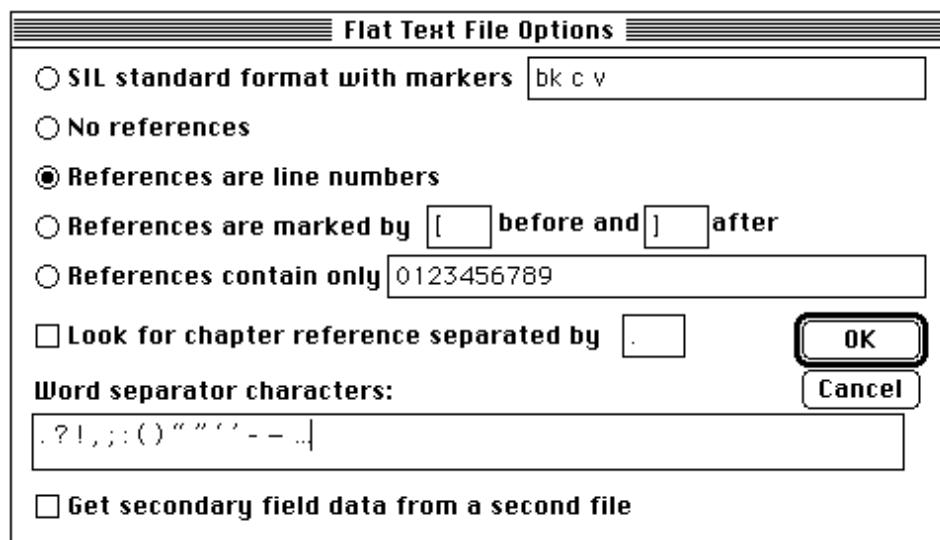 Flat Text File Options
SIL standard format with markers bk c v
No references
References are line numbers
References are marked by [ before and ] after
References contain only 0123456789
Look for chapter reference separated by .
OK
Word separator characters:
Cancel
. ? ! , ; : ( ) “ ” ‘ ’ - – …
Get secondary field data from a second file